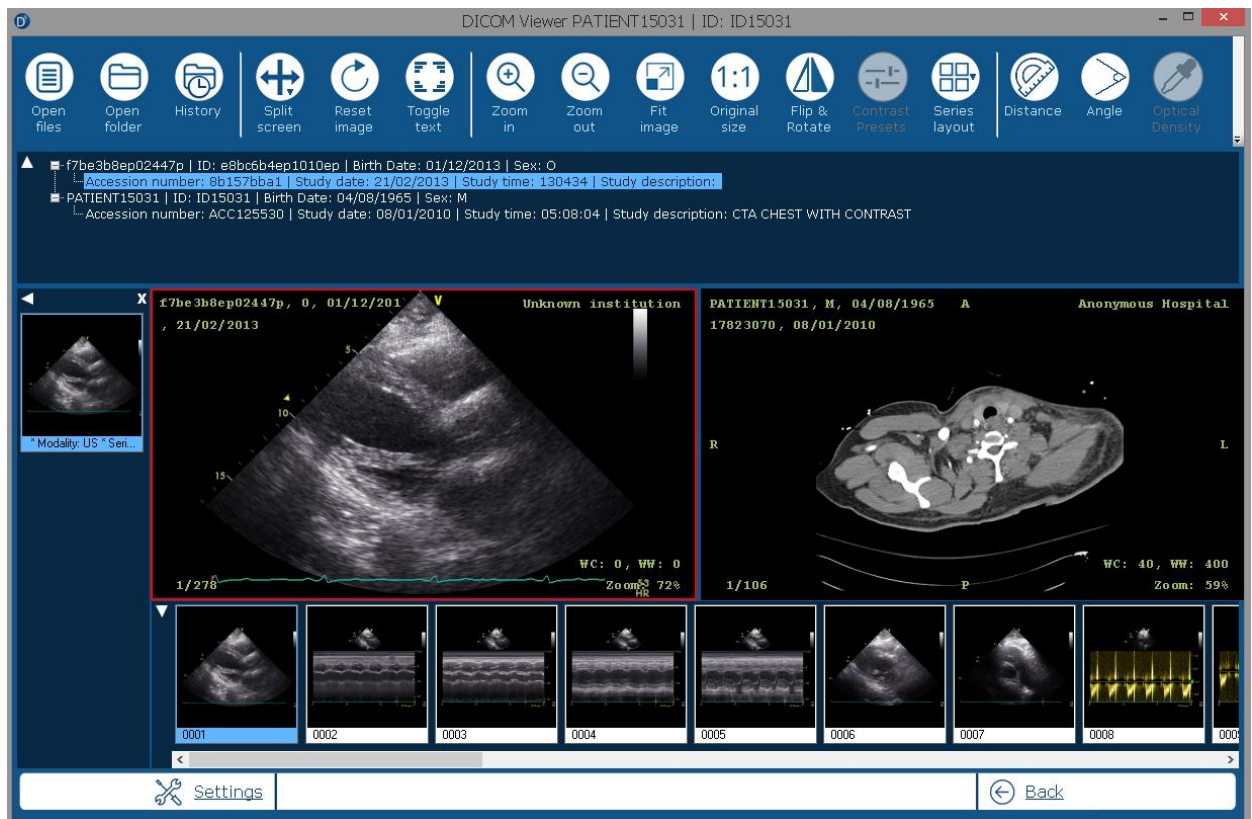 DICOM Viewer PATIENT15031 | ID: ID15031
Open files
Open folder
History
Split screen
Reset image
Toggle text
Zoom in
Zoom out
Fit image
1:1
Original size
Flip & Rotate
Contrast Presets
Series layout
Distance
Angle
Optical Density
f7be3b8ep02447p | ID: e8bc6b4ep1010ep | Birth Date: 01/12/2013 | Sex: O
Accession number: 8b157bba1 | Study date: 21/02/2013 | Study time: 130434 | Study description:
PATIENT15031 | ID: ID15031 | Birth Date: 04/08/1965 | Sex: M
Accession number: ACC125530 | Study date: 08/01/2010 | Study time: 05:08:04 | Study description: CTA CHEST WITH CONTRAST
X
* Modality: US * Seri...
f7be3b8ep02447p, O, 01/12/201
V
Unknown institution
, 21/02/2013
5
10
15
WC: 0, WW: 0
1/278
Zoom: 72%
53
HR
PATIENT15031, M, 04/08/1965
A
Anonymous Hospital
17823070, 08/01/2010
R
L
WC: 40, WW: 400
1/106
P
Zoom: 59%
0001
0002
0003
0004
0005
0006
0007
0008
Settings
Back